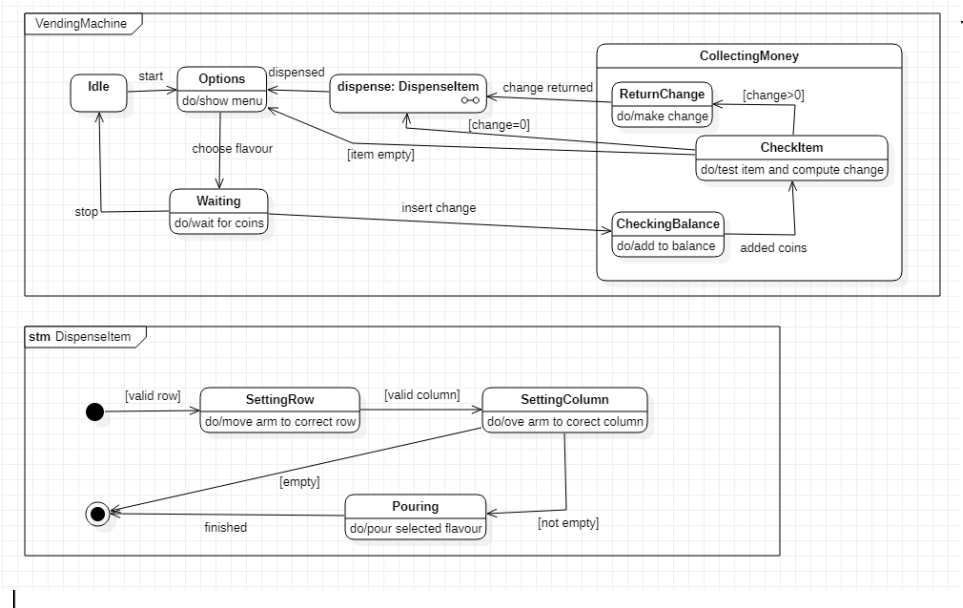 VendingMachine
CollectingMoney
Idle
start
Options
do/show menu
dispensed
dispense: DispenseItem
change returned
ReturnChange
do/make change
[change>0]
[change=0]
[item empty]
CheckItem
do/test item and compute change
choose flavour
Waiting
do/wait for coins
stop
insert change
CheckingBalance
do/add to balance
added coins
stm DispenseItem
[valid row]
SettingRow
do/move arm to correct row
[valid column]
SettingColumn
do/ove arm to corect column
[empty]
Pouring
do/pour selected flavour
[not empty]
finished